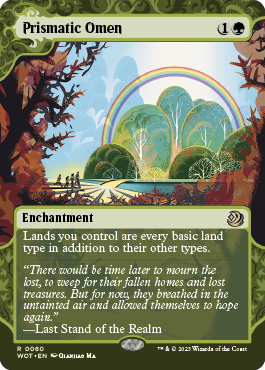 Prismatic Omen 1
Enchantment
Lands you control are every basic land
type in addition to their other types.
“There would be time later to mourn the
lost, to weep for their fallen homes and lost
treasures. But for now, they breathed in the
untainted air and allowed themselves to
hope again.”
—Last Stand of the Realm
R 0060
WOT • EN Qianjiao Ma
™ & © 2023 Wizards of the Coast